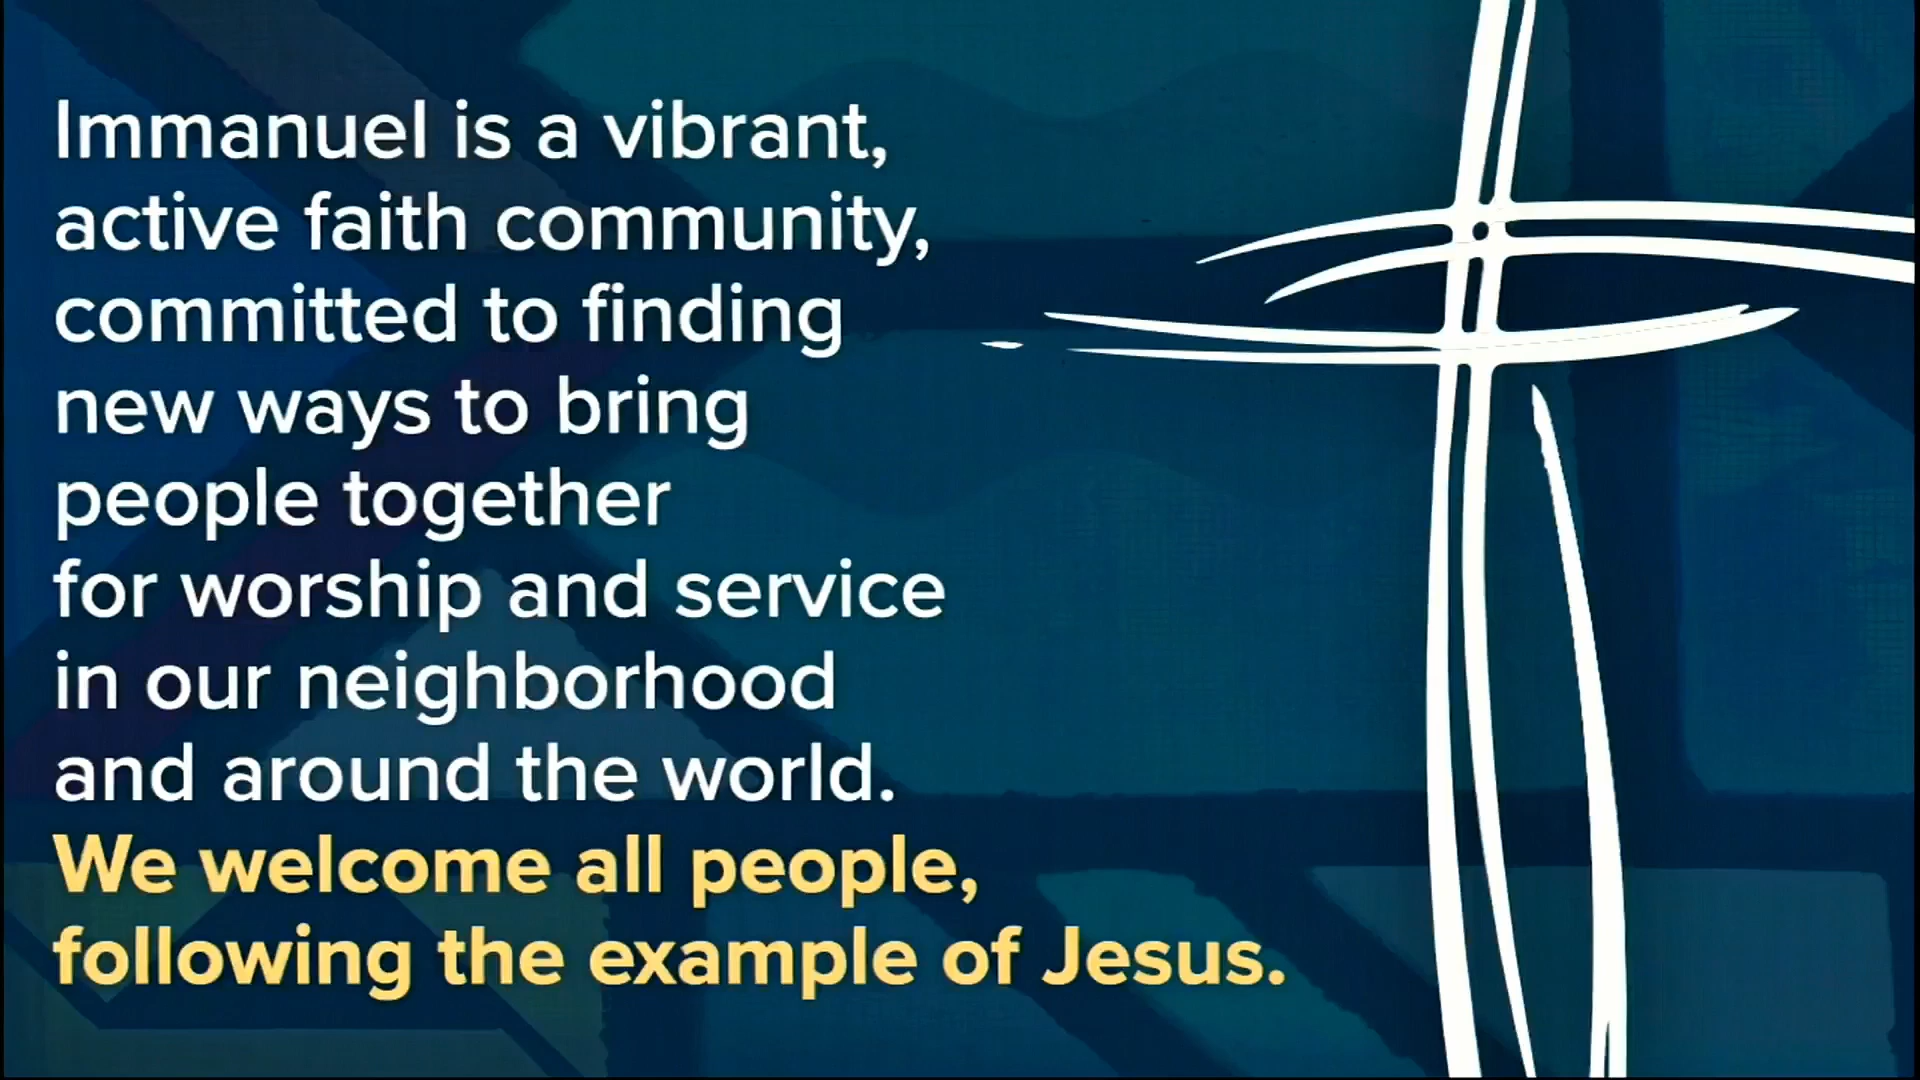 Immanuel is a vibrant,
active faith community,
committed to finding
new ways to bring
people together
for worship and service
in our neighborhood
and around the world.
We welcome all people,
following the example of Jesus.